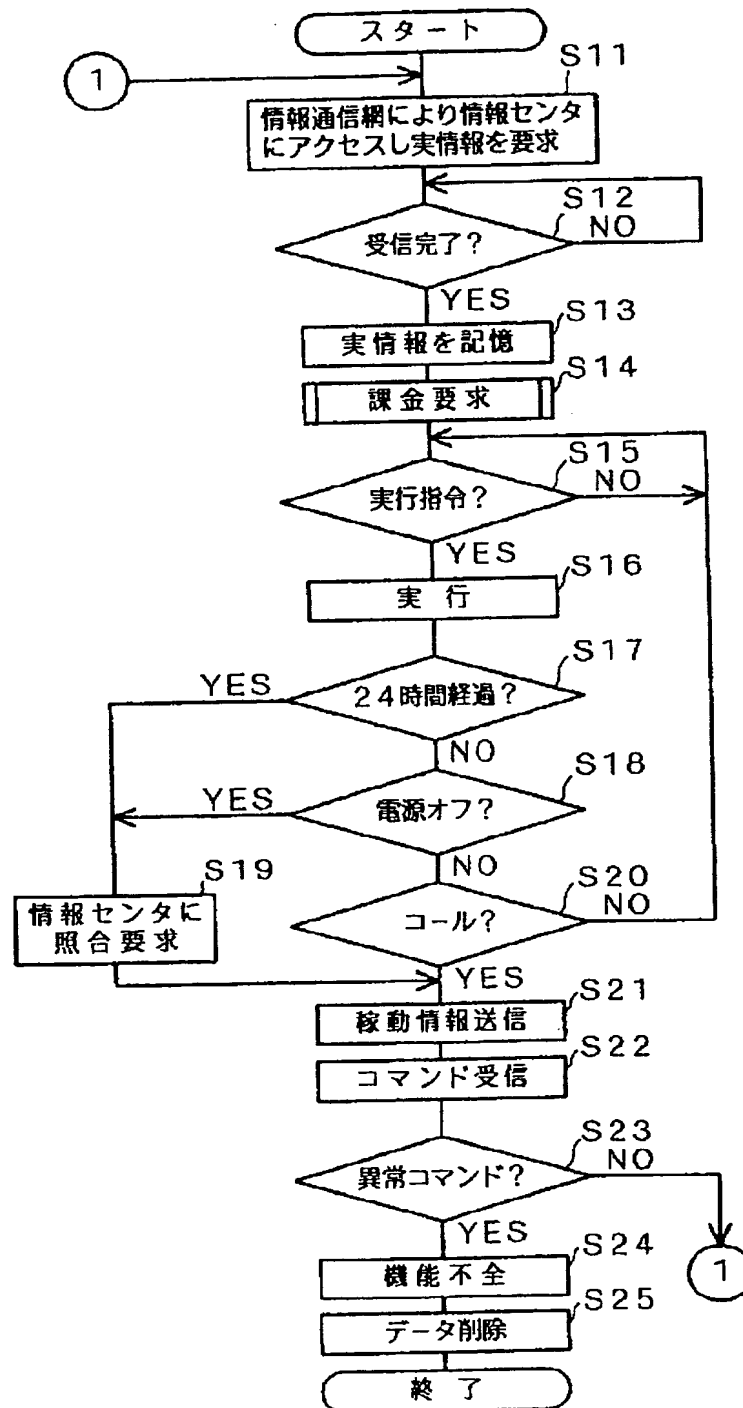 スタート
1
S11
情報通信網により情報センタ
にアクセスし実情報を要求
S12
受信完了?
NO
YES
S13
実情報を記憶
S14
課金要求
S15
実行指令?
NO
YES
S16
実行
S17
YES
24時間経過?
NO
S18
YES
電源オフ?
NO
S19
情報センタに
照合要求
S20
コール?
NO
YES
S21
稼動情報送信
S22
コマンド受信
S23
異常コマンド?
NO
YES
1
S24
機能不全
S25
データ削除
終了